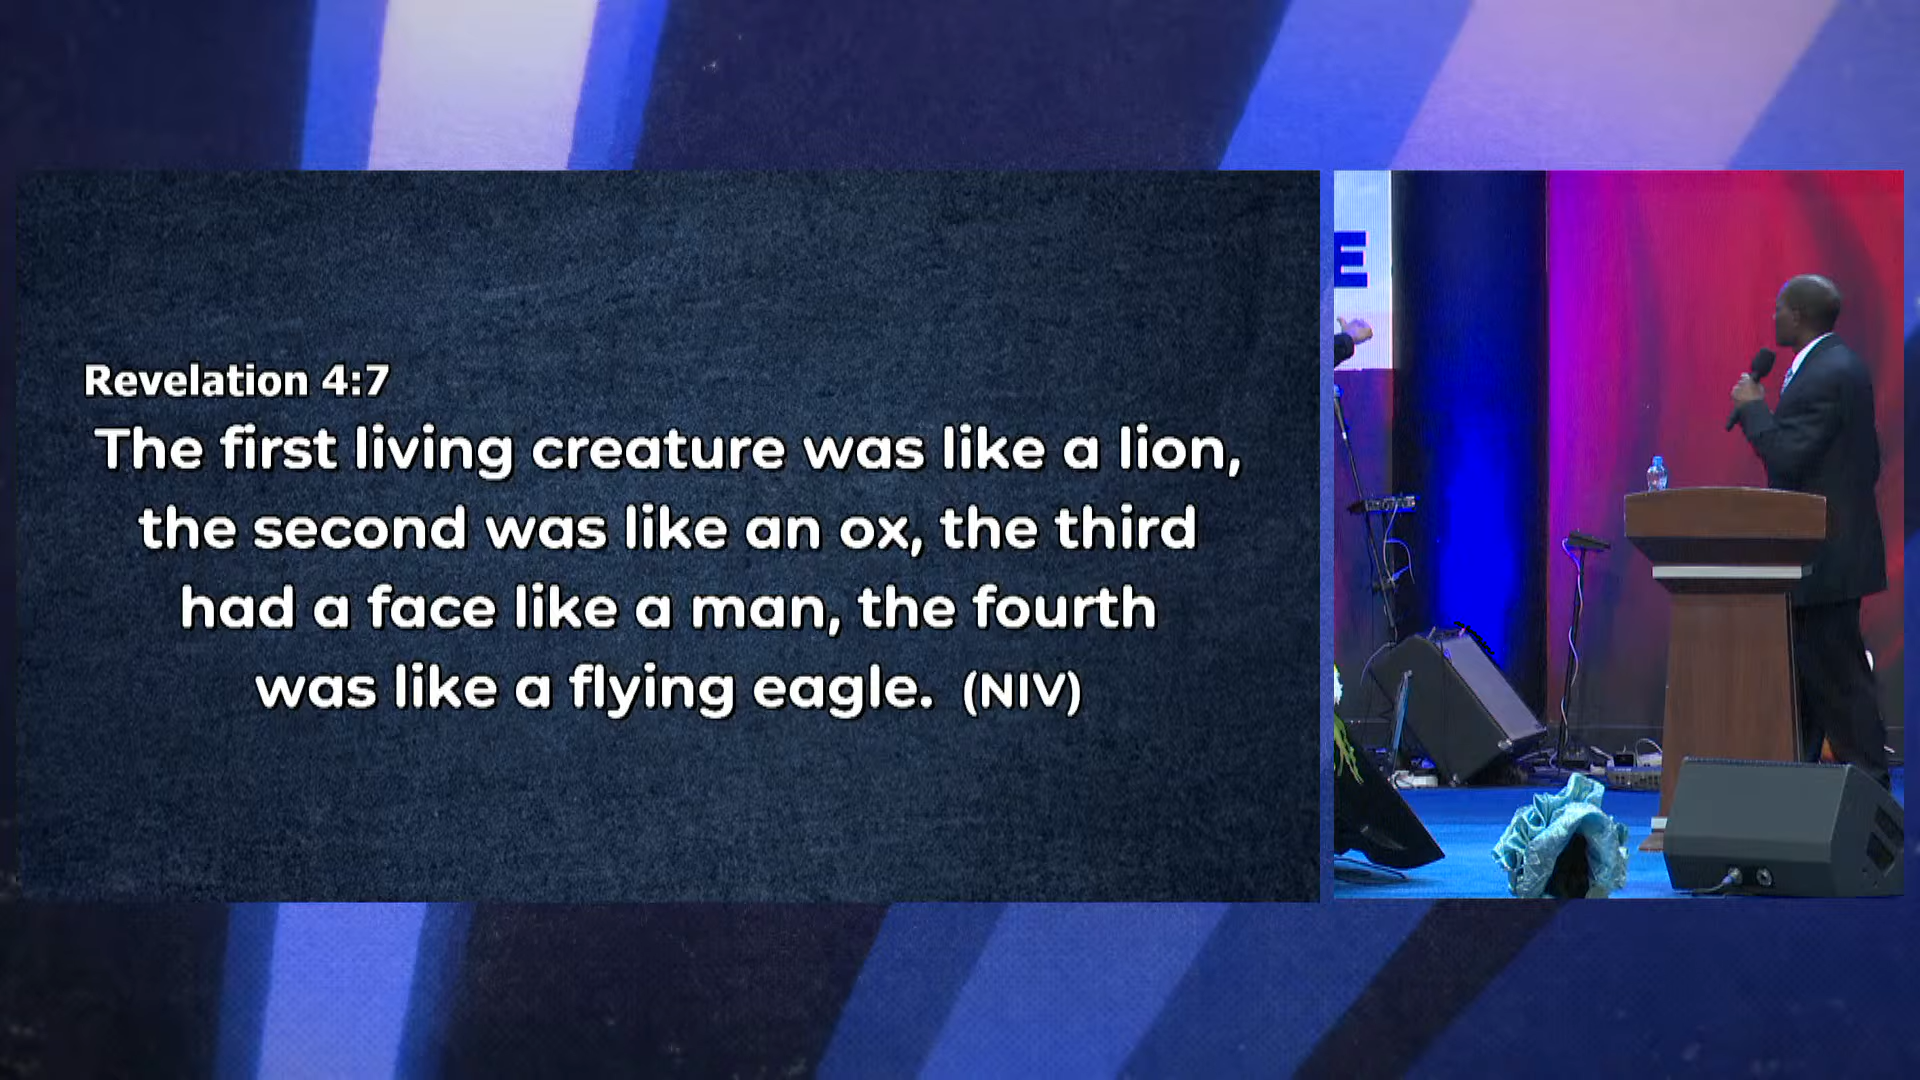 Revelation 4:7
The first living creature was like a lion,
the second was like an ox, the third
had a face like a man, the fourth
was like a flying eagle. (NIV)
E